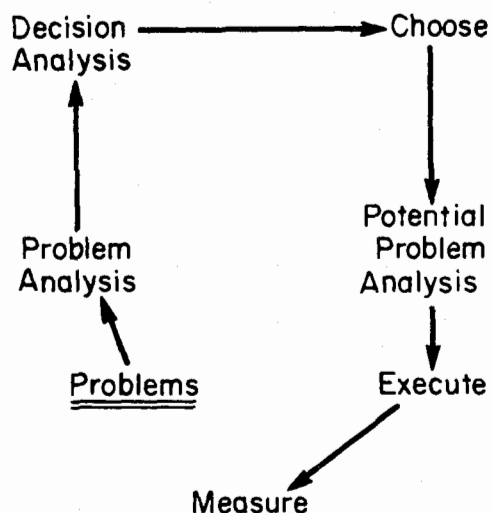 Decision
Analysis
Choose
Problem
Analysis
Potential
Problem
Analysis
Problems
Execute
Measure